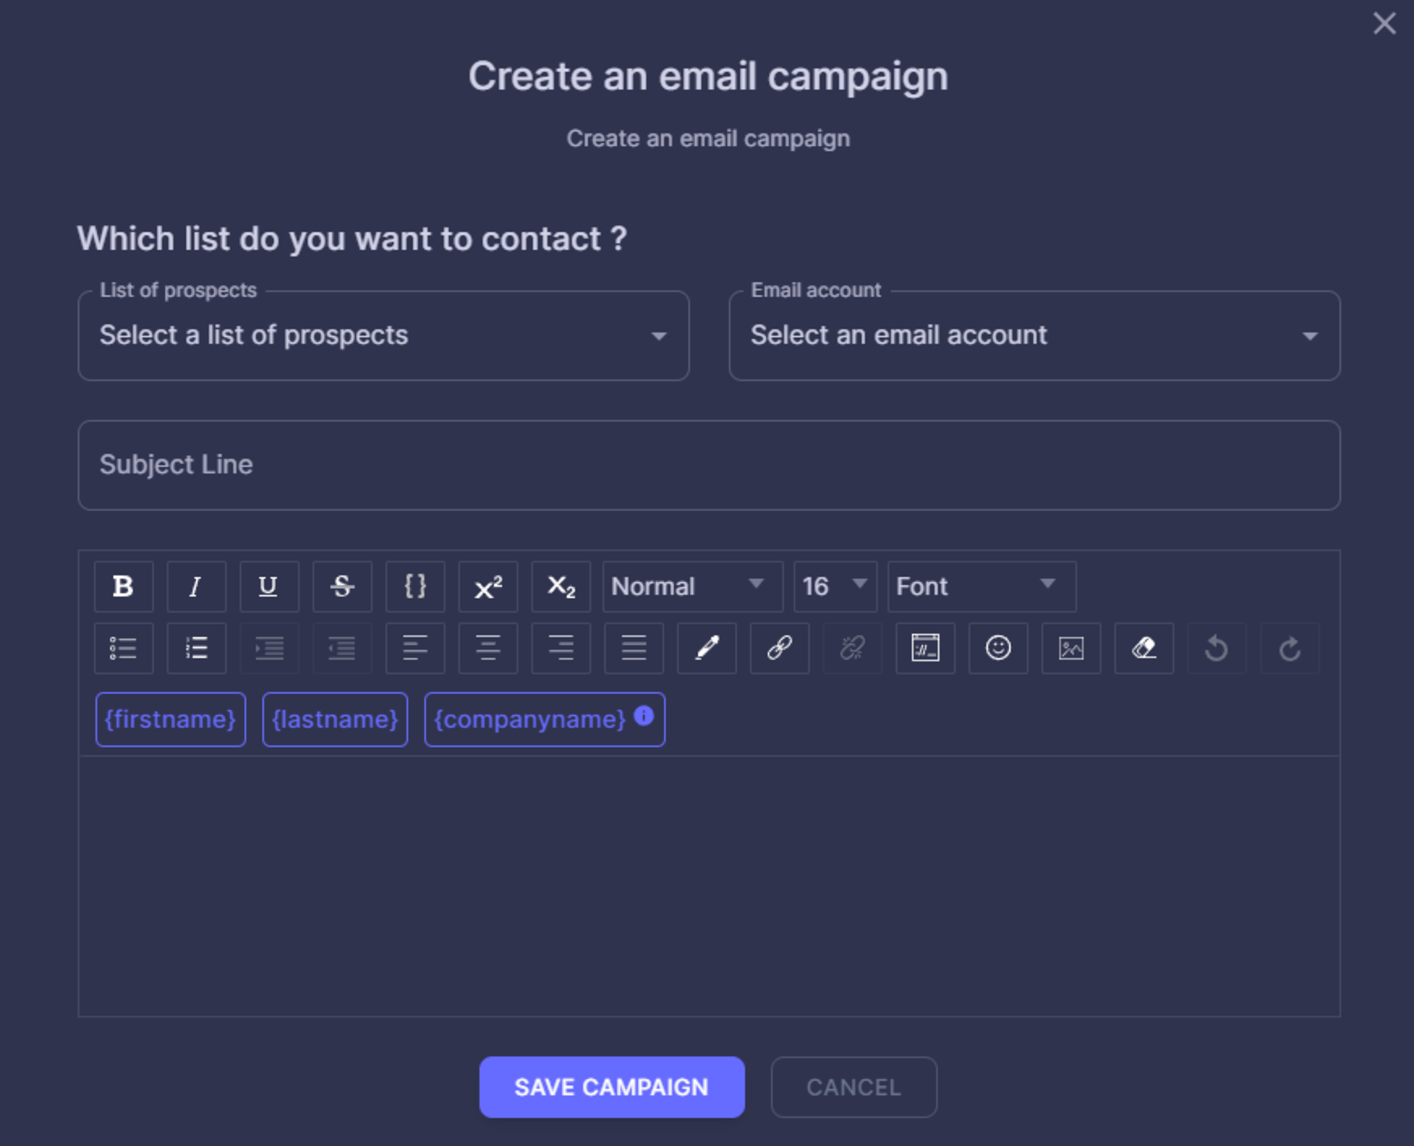 Create an email campaign
Create an email campaign
Which list do you want to contact ?
List of prospects
Select a list of prospects
Email account
Select an email account
Subject Line
B I U S {} x² x₂ Normal 16 Font
{firstname} {lastname} {companyname}
SAVE CAMPAIGN CANCEL